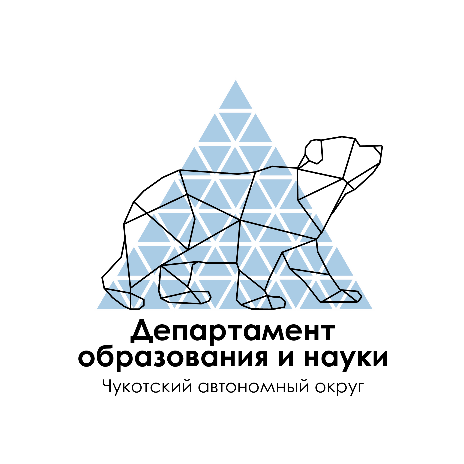 Департамент
образования и науки
Чукотский автономный округ